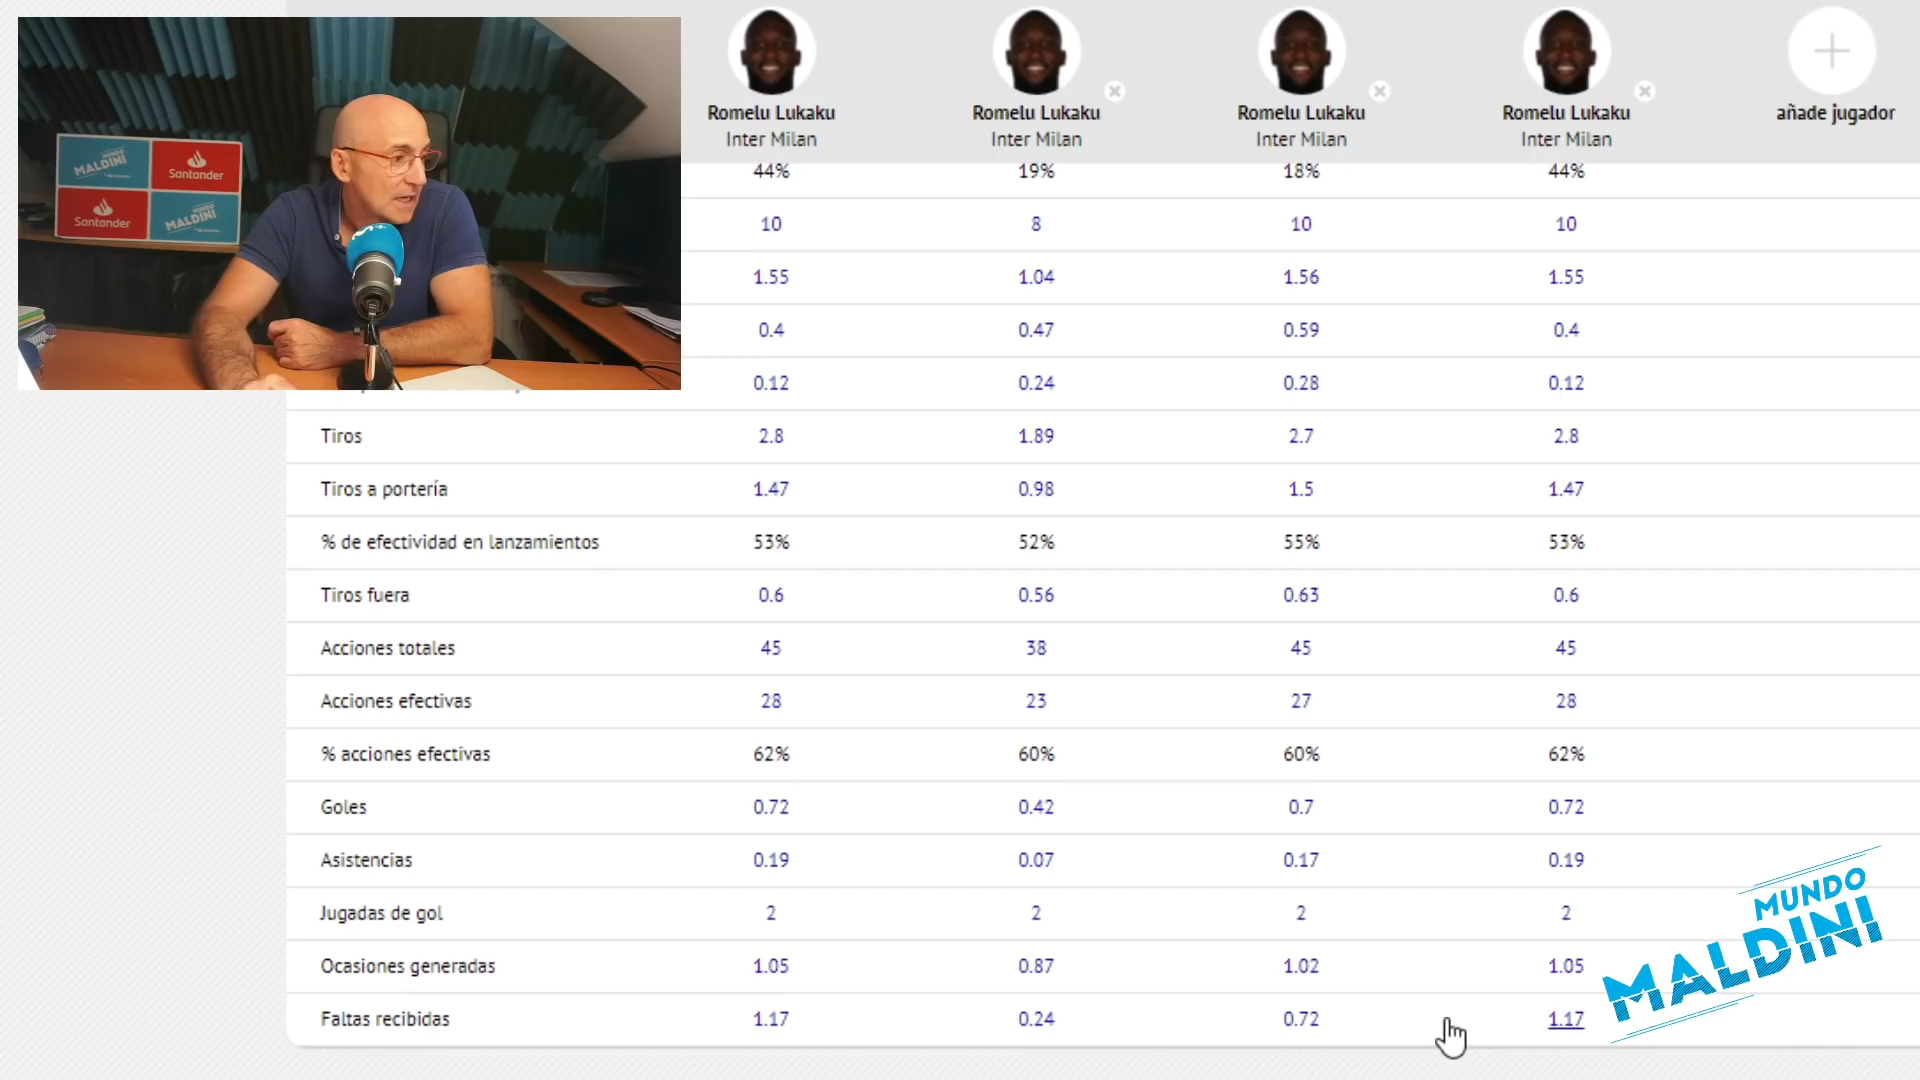 MUNDO
MALDINI
Santander
Santander
MUNDO
MALDINI
Romelu Lukaku Romelu Lukaku Romelu Lukaku Romelu Lukaku añade jugador
Inter Milan Inter Milan Inter Milan Inter Milan
44% 19% 18% 44%
10 8 10 10
1.55 1.04 1.56 1.55
0.4 0.47 0.59 0.4
0.12 0.24 0.28 0.12
Tiros 2.8 1.89 2.7 2.8
Tiros a portería 1.47 0.98 1.5 1.47
% de efectividad en lanzamientos 53% 52% 55% 53%
Tiros fuera 0.6 0.56 0.63 0.6
Acciones totales 45 38 45 45
Acciones efectivas 28 23 27 28
% acciones efectivas 62% 60% 60% 62%
Goles 0.72 0.42 0.7 0.72
Asistencias 0.19 0.07 0.17 0.19
Jugadas de gol 2 2 2 2
Ocasiones generadas 1.05 0.87 1.02 1.05
Faltas recibidas 1.17 0.24 0.72 1.17
MUNDO
MALDINI